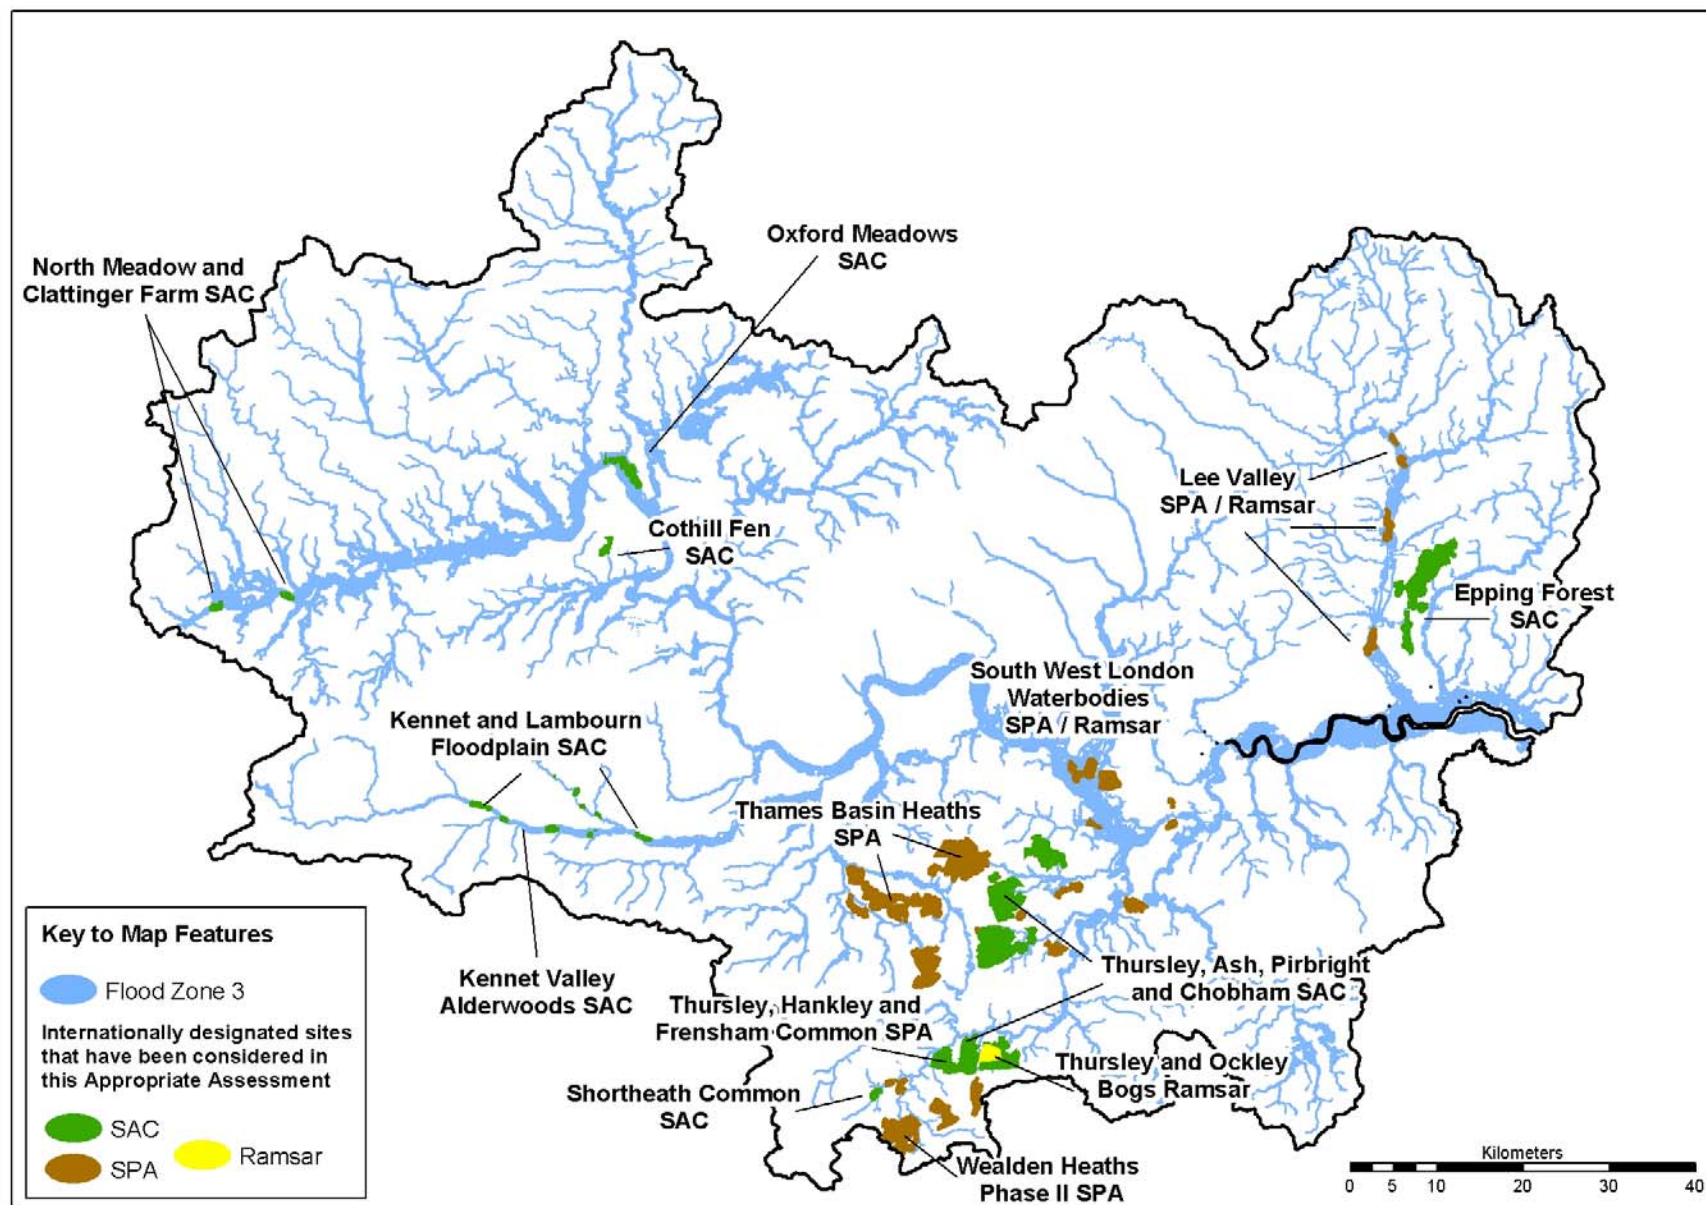 Oxford Meadows
SAC
North Meadow and
Clattinger Farm SAC
Lee Valley
SPA / Ramsar
Cothill Fen
SAC
Epping Forest
SAC
South West London
Waterbodies
SPA / Ramsar
Kennet and Lambourn
Floodplain SAC
Thames Basin Heaths
SPA
Kennet Valley
Alderwoods SAC
Thursley, Ash, Pirbright
and Chobham SAC
Thursley, Hankley and
Frensham Common SPA
Thursley and Ockley
Bogs Ramsar
Shortheath Common
SAC
Wealden Heaths
Phase II SPA
Key to Map Features
Flood Zone 3
Internationally designated sites
that have been considered in
this Appropriate Assessment
SAC
SPA
Ramsar
Kilometers
0 5 10 20 30 40